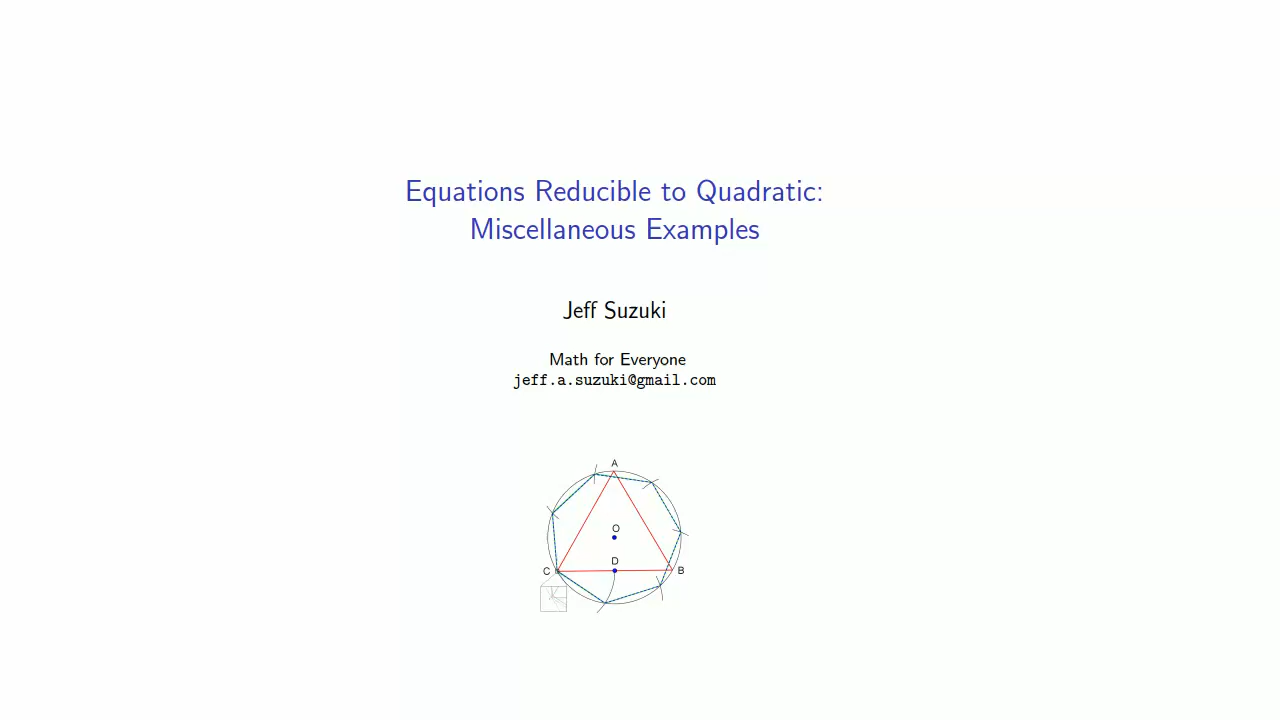 Equations Reducible to Quadratic:
Miscellaneous Examples
Jeff Suzuki
Math for Everyone
jeff.a.suzuki@gmail.com
A
O
D
C
B